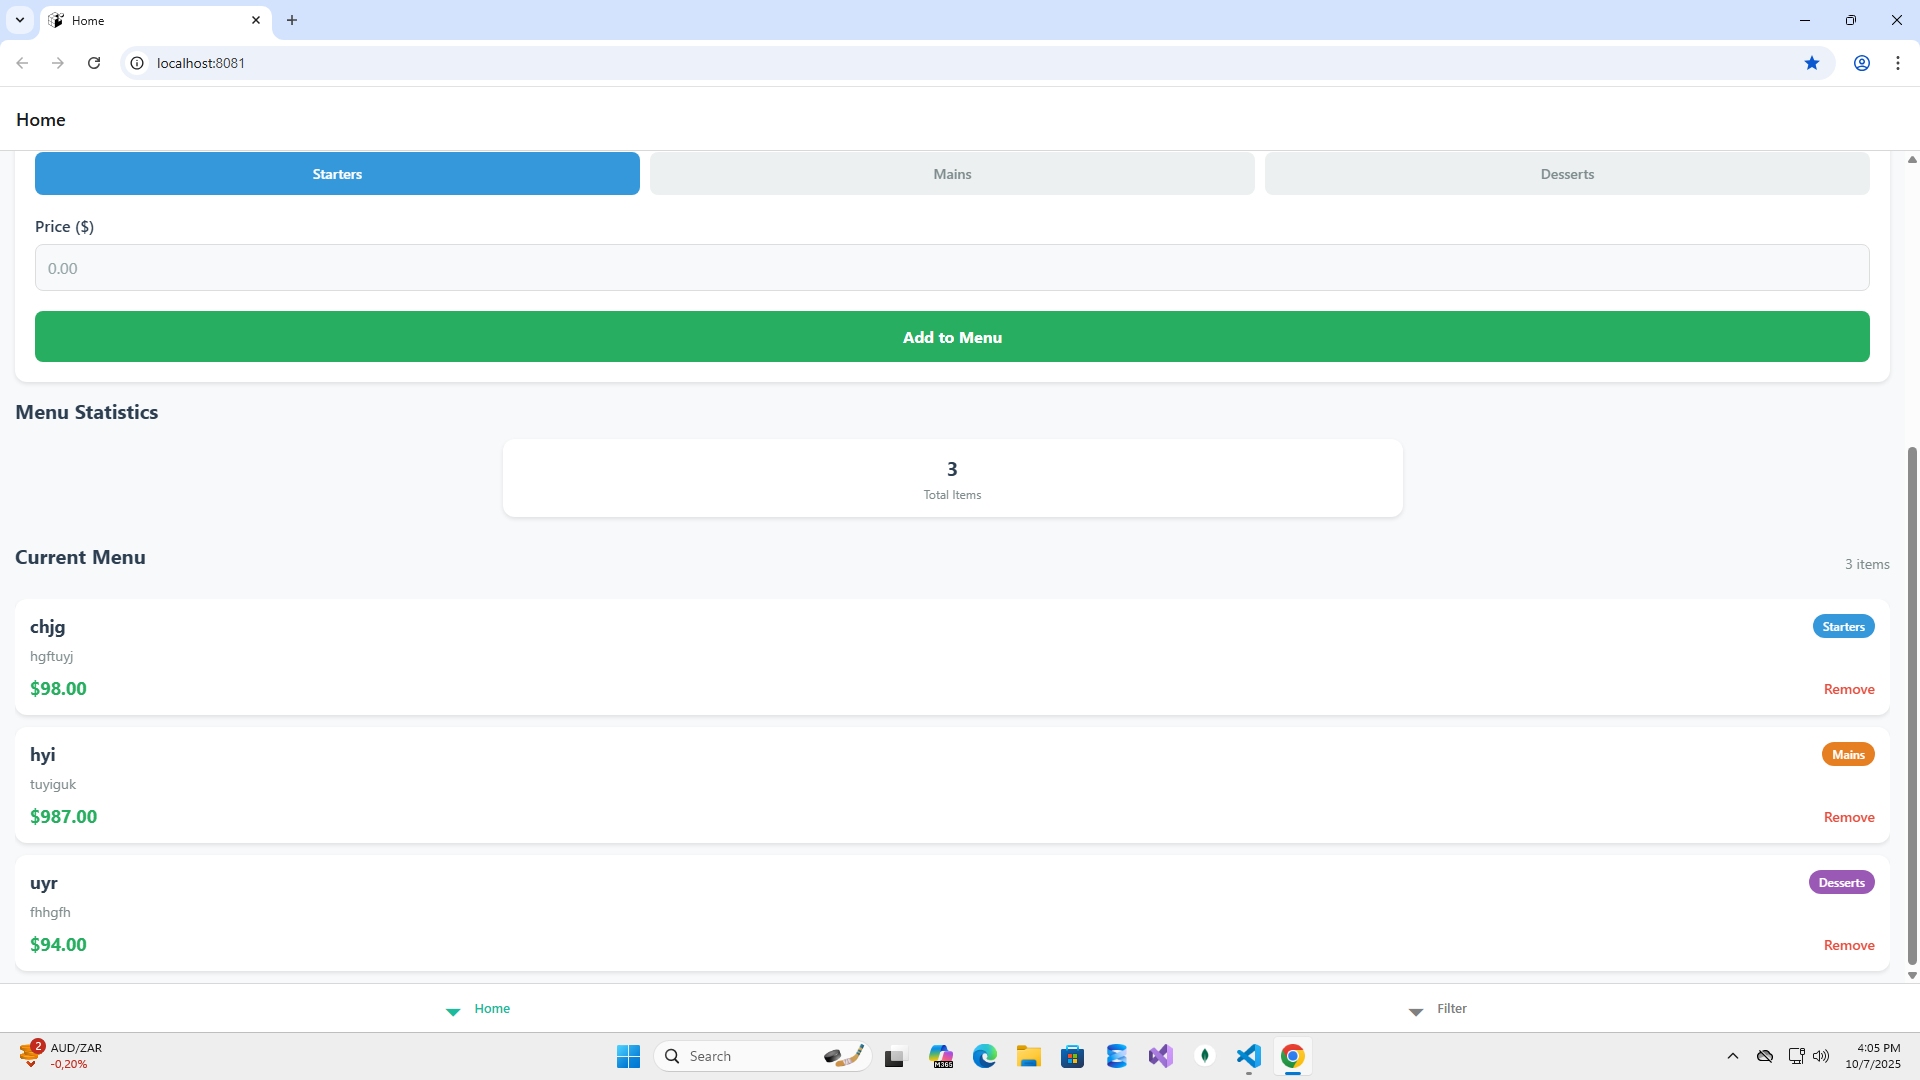 Home
localhost:8081
Home
Starters Mains Desserts
Price ($)
0.00
Add to Menu
Menu Statistics
3
Total Items
Current Menu
3 items
chjg
Starters
hgftuyj
$98.00
Remove
hyi
Mains
tuyiguk
$987.00
Remove
uyr
Desserts
fhhgfh
$94.00
Remove
Home
Filter
2
AUD/ZAR
-0,20%
Search
M365
4:05 PM
10/7/2025